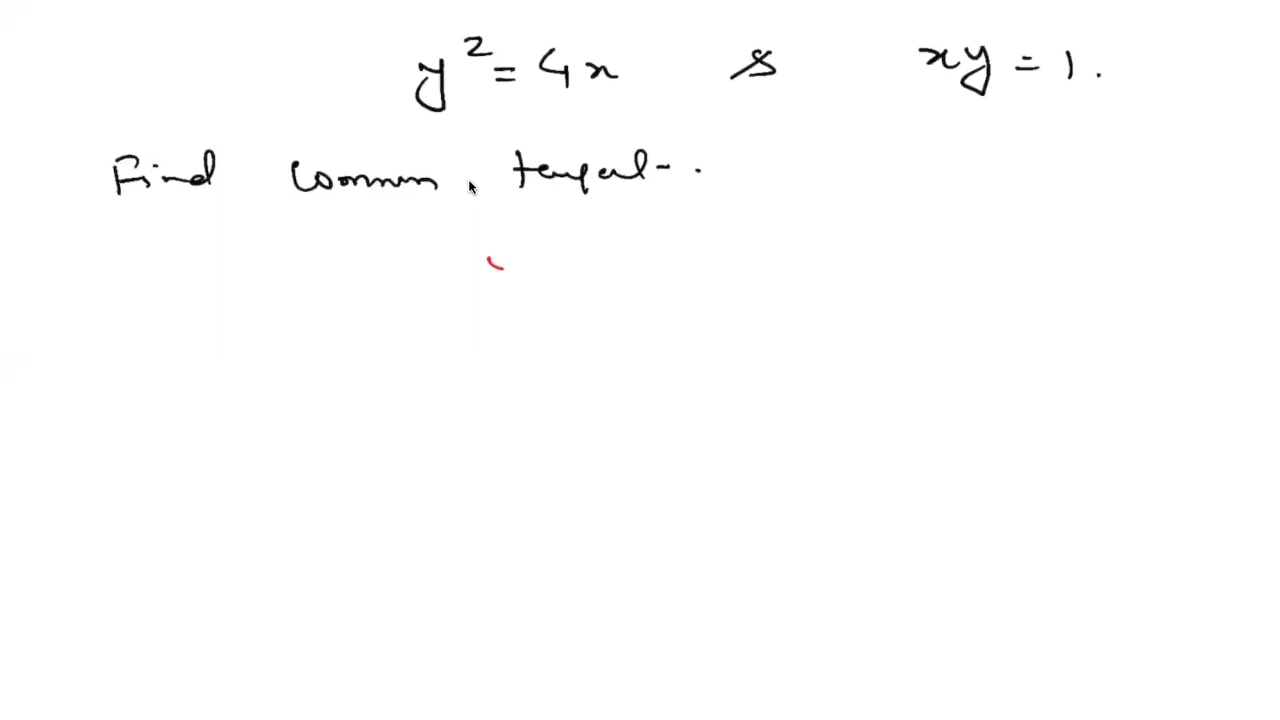 y² = 4x & xy = 1.
Find common tangent.